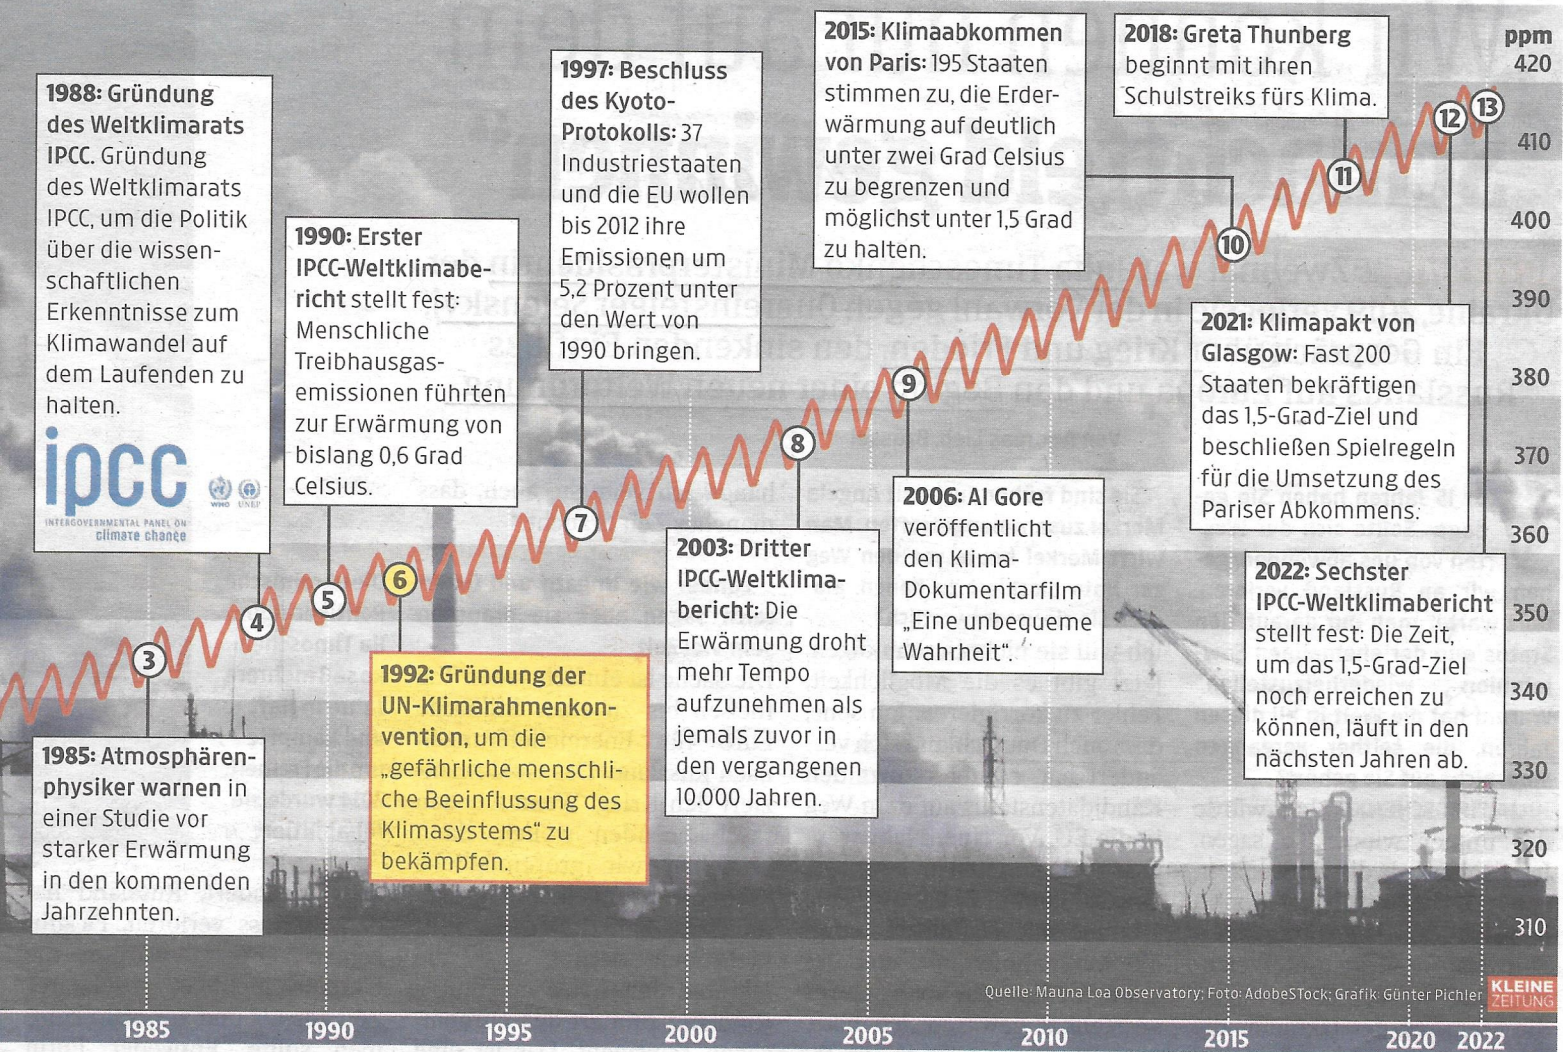 1988: Gründung
des Weltklimarats
IPCC. Gründung
des Weltklimarats
IPCC, um die Politik
über die wissen-
schaftlichen
Erkenntnisse zum
Klimawandel auf
dem Laufenden zu
halten.
ipcc
INTERGOVERNMENTAL PANEL ON
climate change
WMO UNEP
1990: Erster
IPCC-Weltklimabe-
richt stellt fest:
Menschliche
Treibhausgas-
emissionen führten
zur Erwärmung von
bislang 0,6 Grad
Celsius.
1997: Beschluss
des Kyoto-
Protokolls: 37
Industriestaaten
und die EU wollen
bis 2012 ihre
Emissionen um
5,2 Prozent unter
den Wert von
1990 bringen.
2015: Klimaabkommen
von Paris: 195 Staaten
stimmen zu, die Erder-
wärmung auf deutlich
unter zwei Grad Celsius
zu begrenzen und
möglichst unter 1,5 Grad
zu halten.
2018: Greta Thunberg
beginnt mit ihren
Schulstreiks fürs Klima.
ppm
420
410
400
390
380
370
360
350
340
330
320
310
3
4
5
6
7
8
9
10
11
12
13
1985: Atmosphären-
physiker warnen in
einer Studie vor
starker Erwärmung
in den kommenden
Jahrzehnten.
1992: Gründung der
UN-Klimarahmenkon-
vention, um die
„gefährliche menschli-
che Beeinflussung des
Klimasystems“ zu
bekämpfen.
2003: Dritter
IPCC-Weltklima-
bericht: Die
Erwärmung droht
mehr Tempo
aufzunehmen als
jemals zuvor in
den vergangenen
10.000 Jahren.
2006: Al Gore
veröffentlicht
den Klima-
Dokumentarfilm
„Eine unbequeme
Wahrheit“.
2021: Klimapakt von
Glasgow: Fast 200
Staaten bekräftigen
das 1,5-Grad-Ziel und
beschließen Spielregeln
für die Umsetzung des
Pariser Abkommens.
2022: Sechster
IPCC-Weltklimabericht
stellt fest: Die Zeit,
um das 1,5-Grad-Ziel
noch erreichen zu
können, läuft in den
nächsten Jahren ab.
Quelle: Mauna Loa Observatory; Foto: AdobeSTock; Grafik: Günter Pichler
KLEINE
ZEITUNG
1985 1990 1995 2000 2005 2010 2015 2020 2022